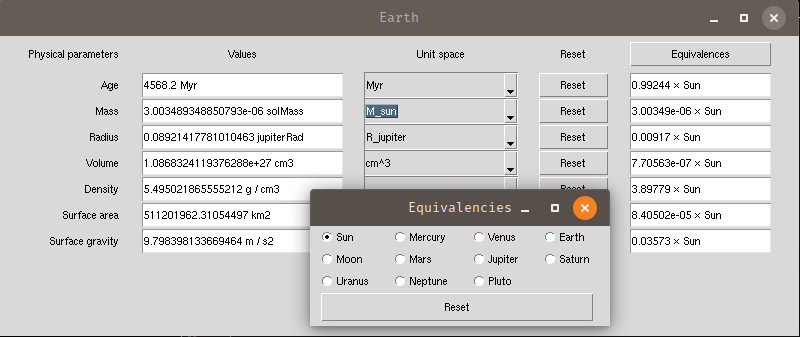 Earth
Physical parameters Values Unit space Reset Equivalences
Age 4568.2 Myr Myr Reset 0.99244 × Sun
Mass 3.003489348850793e-06 solMass M_sun Reset 3.00349e-06 × Sun
Radius 0.08921417781010463 jupiterRad R_jupiter Reset 0.00917 × Sun
Volume 1.0868324119376288e+27 cm3 cm^3 Reset 7.70563e-07 × Sun
Density 5.495021865555212 g / cm3 3.89779 × Sun
Surface area 511201962.31054497 km2 8.40502e-05 × Sun
Surface gravity 9.798398133669464 m / s2 0.03573 × Sun
Equivalencies
Sun Mercury Venus Earth
Moon Mars Jupiter Saturn
Uranus Neptune Pluto
Reset